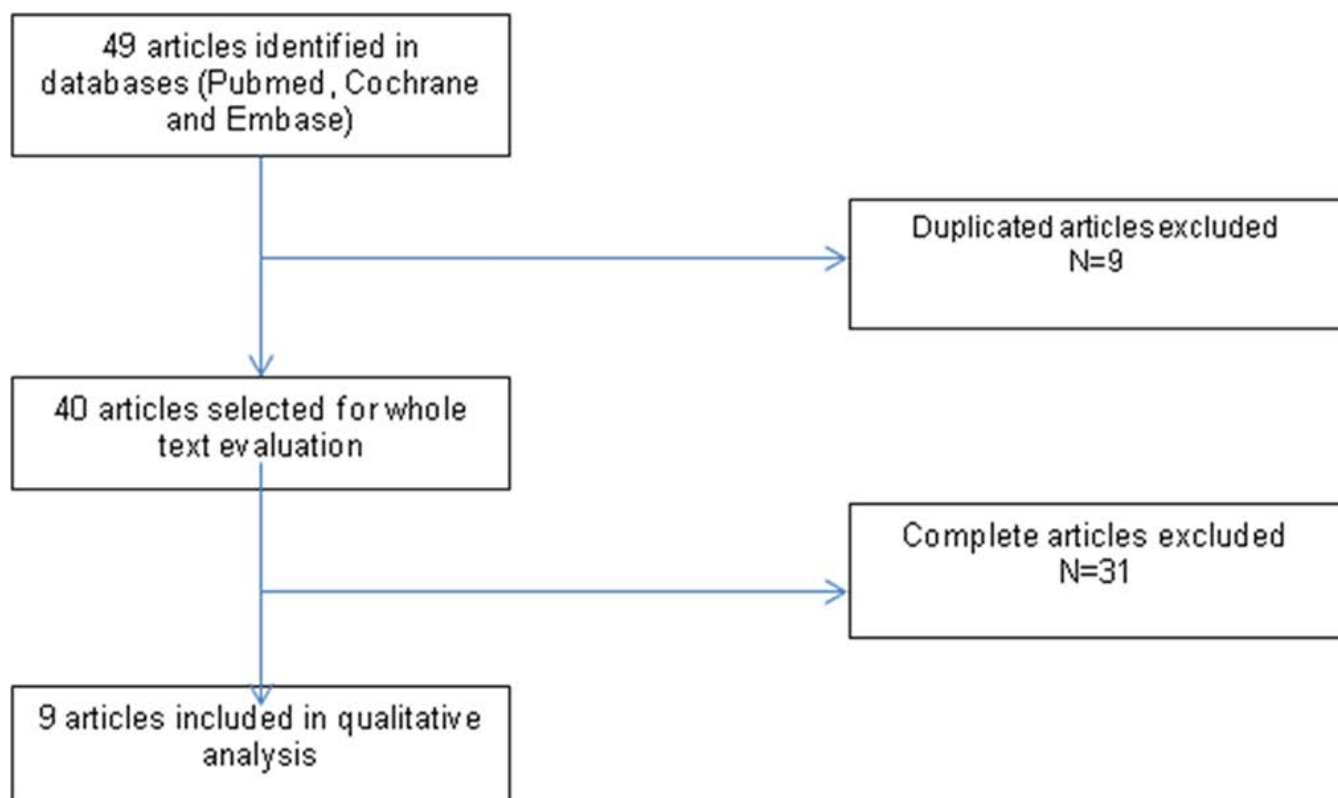 49 articles identified in
databases (Pubmed, Cochrane
and Embase)
Duplicated articles excluded
N=9
40 articles selected for whole
text evaluation
Complete articles excluded
N=31
9 articles included in qualitative
analysis